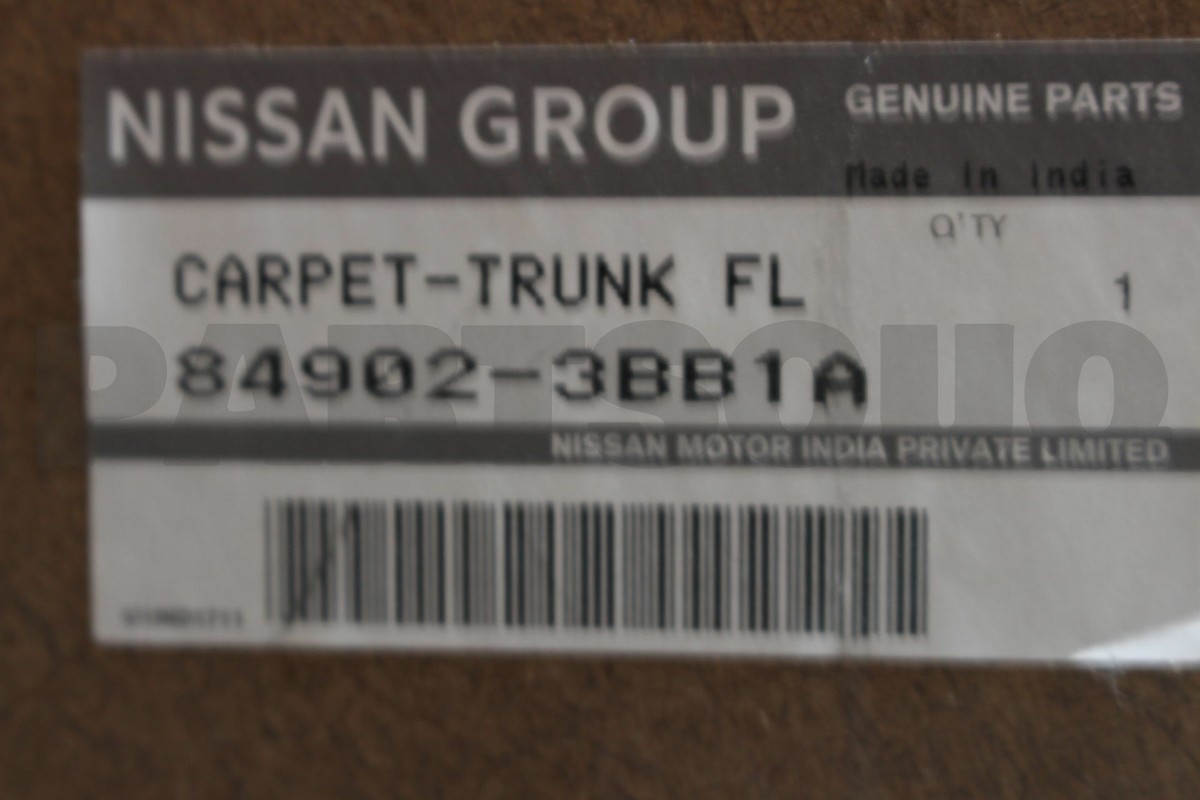 NISSAN GROUP
GENUINE PARTS
Made in India
Q'TY
CARPET-TRUNK FL
1
84902-3BB1A
PARTSOUQ
NISSAN MOTOR INDIA PRIVATE LIMITED